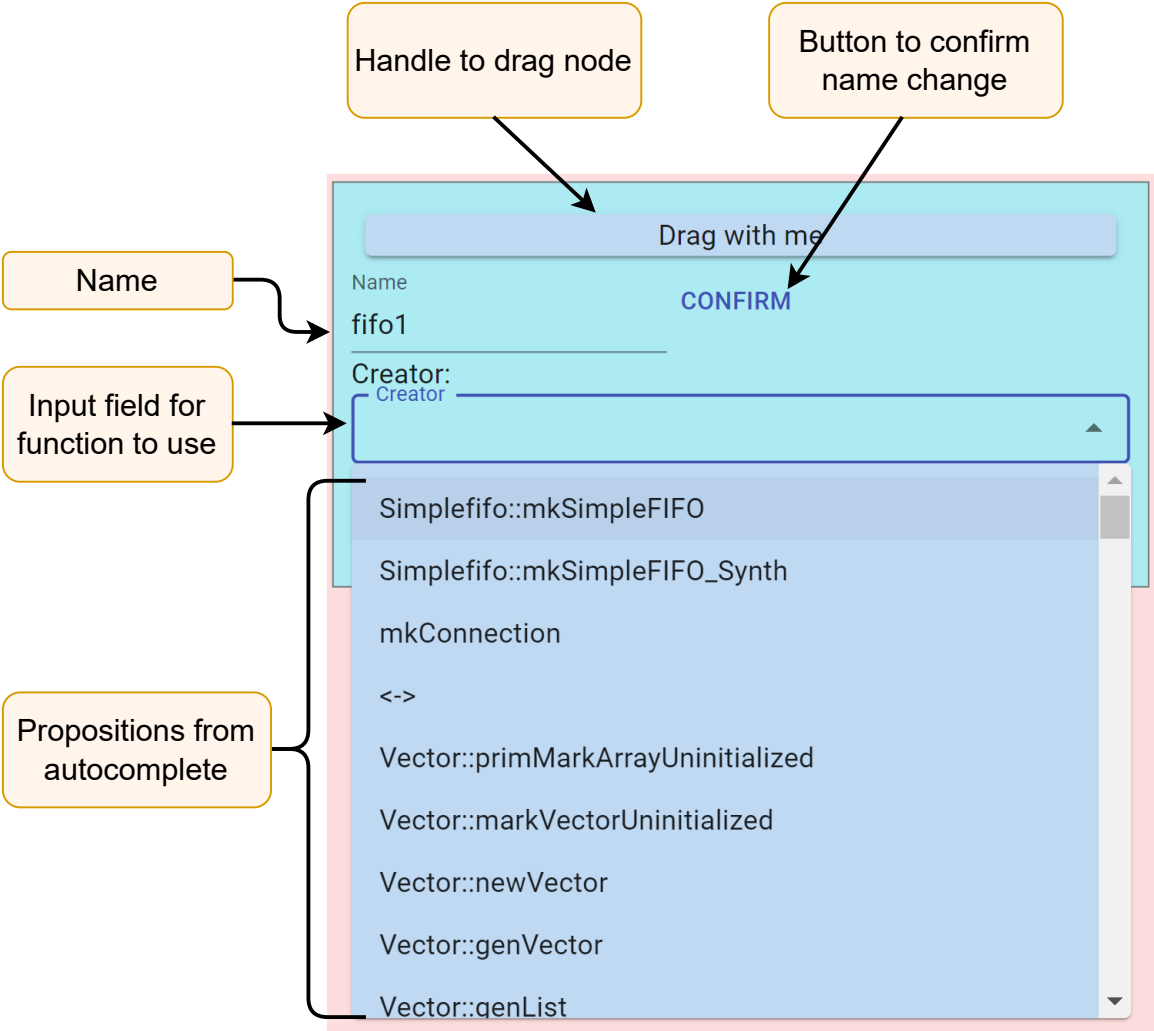 Handle to drag node
Button to confirm
name change
Drag with me
Name
Name
CONFIRM
fifo1
Creator:
Creator
Input field for
function to use
Simplefifo::mkSimpleFIFO
Simplefifo::mkSimpleFIFO_Synth
mkConnection
<->
Propositions from
autocomplete
Vector::primMarkArrayUninitialized
Vector::markVectorUninitialized
Vector::newVector
Vector::genVector
Vector::genList